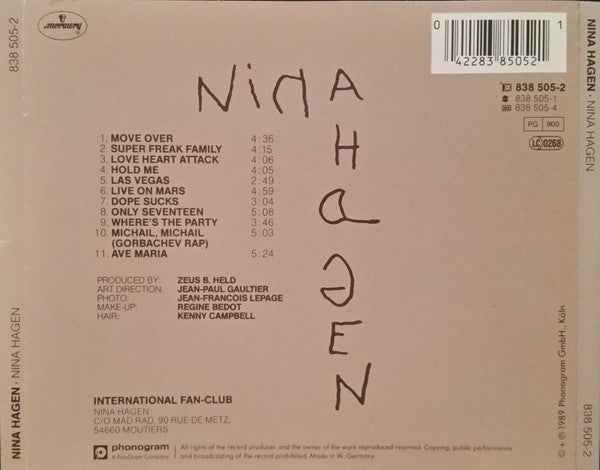 838 505-2
mercury
NINA
HAGEN
0 1
42283 85052
838 505-2
838 505-1
838 505-4
PG 900
LC 0268
1. MOVE OVER 4:36
2. SUPER FREAK FAMILY 4:15
3. LOVE HEART ATTACK 4:06
4. HOLD ME 4:05
5. LAS VEGAS 2:49
6. LIVE ON MARS 4:59
7. DOPE SUCKS 3:04
8. ONLY SEVENTEEN 5:08
9. WHERE'S THE PARTY 3:46
10. MICHAIL, MICHAIL 5:03
(GORBACHEV RAP)
11. AVE MARIA 5:24
PRODUCED BY: ZEUS B. HELD
ART DIRECTION: JEAN-PAUL GAULTIER
PHOTO: JEAN-FRANCOIS LEPAGE
MAKE-UP: REGINE BEDOT
HAIR: KENNY CAMPBELL
INTERNATIONAL FAN-CLUB
NINA HAGEN
C/O MAD RAD, 90 RUE DE METZ,
54660 MOUTIERS
phonogram
A PolyGram Company
All rights of the record producer and the owner of the work reproduced reserved. Copying, public performance
and broadcasting of the record prohibited. Made in W.-Germany.
© + ℗ 1989 Phonogram GmbH., Köln
NINA HAGEN · NINA HAGEN
NINA HAGEN · NINA HAGEN
838 505-2